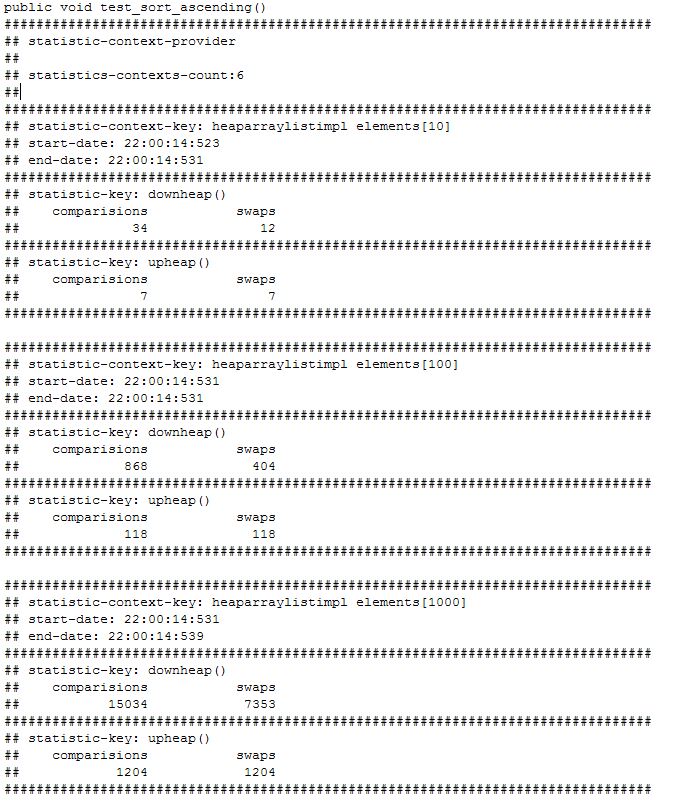 public void test_sort_ascending()
#################################################################################
## statistic-context-provider
##
## statistics-contexts-count:6
##
#################################################################################
## statistic-context-key: heaparraylistimpl elements[10]
## start-date: 22:00:14:523
## end-date: 22:00:14:531
#################################################################################
## statistic-key: downheap()
##    comparisions           swaps
##              34              12
#################################################################################
## statistic-key: upheap()
##    comparisions           swaps
##               7               7
#################################################################################

#################################################################################
## statistic-context-key: heaparraylistimpl elements[100]
## start-date: 22:00:14:531
## end-date: 22:00:14:531
#################################################################################
## statistic-key: downheap()
##    comparisions           swaps
##             868             404
#################################################################################
## statistic-key: upheap()
##    comparisions           swaps
##             118             118
#################################################################################

#################################################################################
## statistic-context-key: heaparraylistimpl elements[1000]
## start-date: 22:00:14:531
## end-date: 22:00:14:539
#################################################################################
## statistic-key: downheap()
##    comparisions           swaps
##           15034            7353
#################################################################################
## statistic-key: upheap()
##    comparisions           swaps
##            1204            1204
#################################################################################